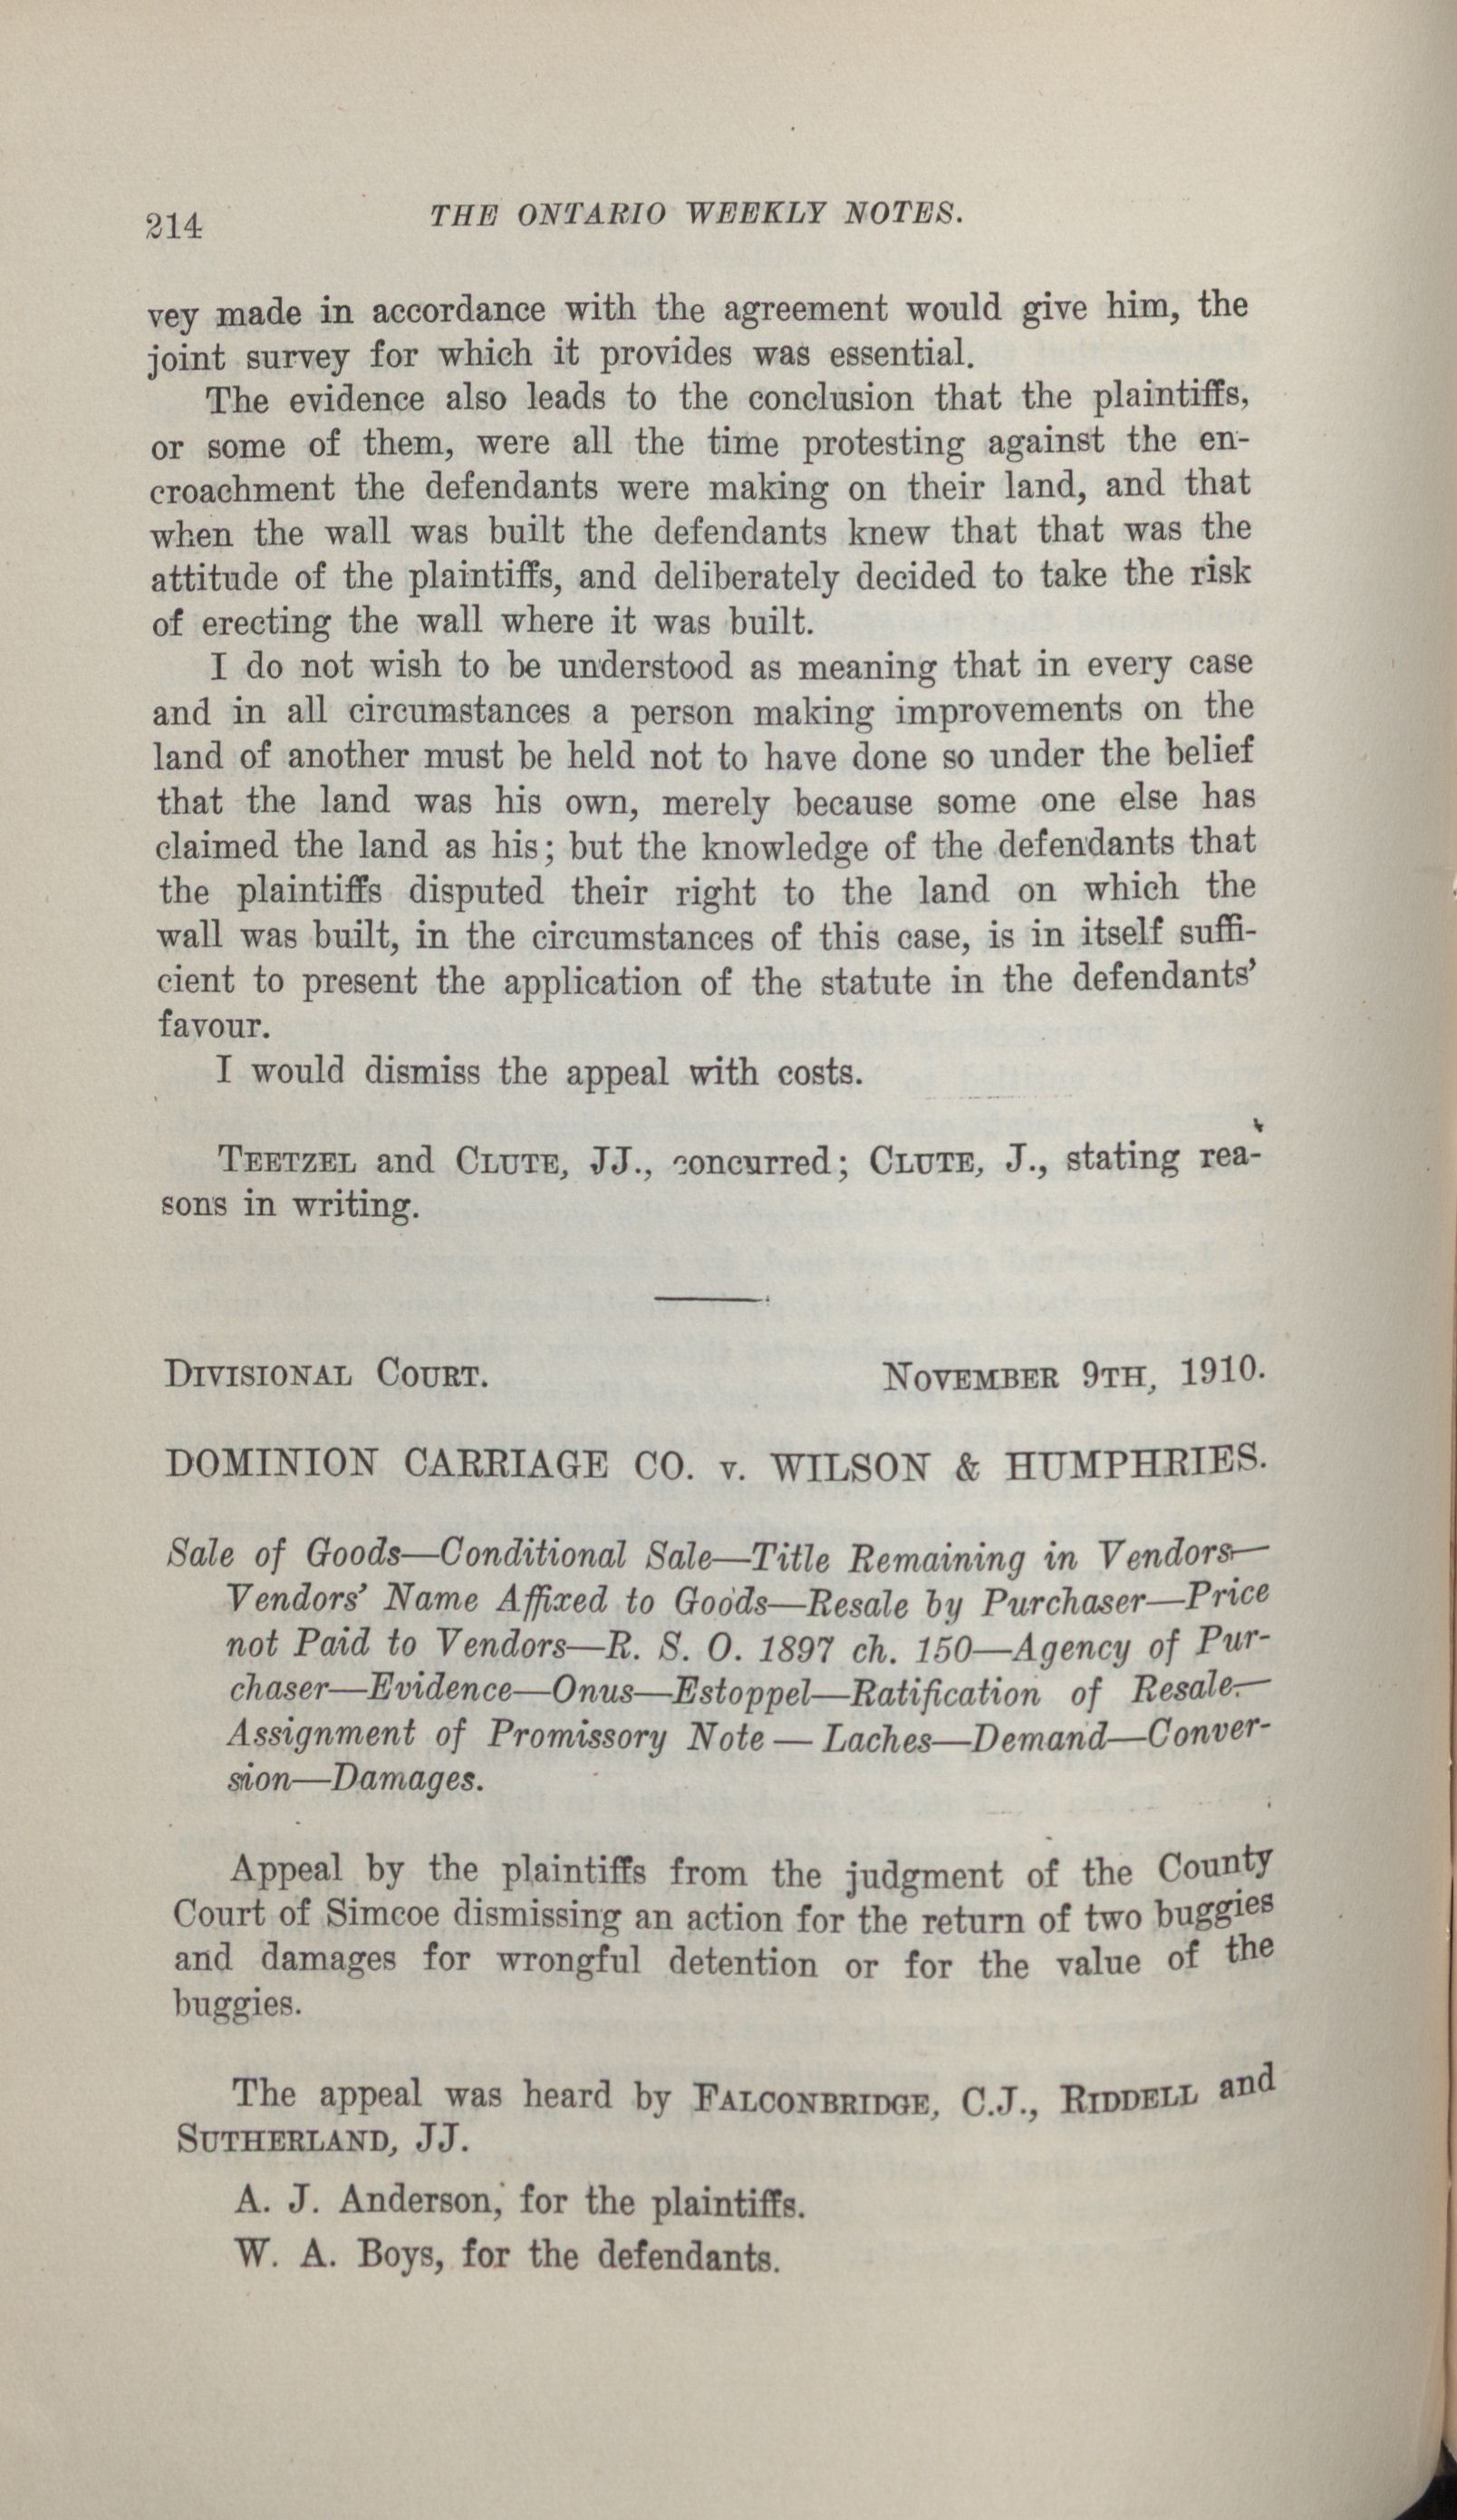 214 THE ONTARIO WEEKLY NOTES.
vey made in accordance with the agreement would give him, the
joint survey for which it provides was essential.
The evidence also leads to the conclusion that the plaintiffs,
or some of them, were all the time protesting against the en-
croachment the defendants were making on their land, and that
when the wall was built the defendants knew that that was the
attitude of the plaintiffs, and deliberately decided to take the risk
of erecting the wall where it was built.
I do not wish to be understood as meaning that in every case
and in all circumstances a person making improvements on the
land of another must be held not to have done so under the belief
that the land was his own, merely because some one else has
claimed the land as his; but the knowledge of the defendants that
the plaintiffs disputed their right to the land on which the
wall was built, in the circumstances of this case, is in itself suffi-
cient to present the application of the statute in the defendants'
favour.
I would dismiss the appeal with costs.
TEETZEL and CLUTE, JJ., concurred; CLUTE, J., stating rea-
sons in writing.
DIVISIONAL COURT. NOVEMBER 9TH, 1910.
DOMINION CARRIAGE CO. v. WILSON & HUMPHRIES.
Sale of Goods—Conditional Sale—Title Remaining in Vendors—
Vendors' Name Affixed to Goods—Resale by Purchaser—Price
not Paid to Vendors—R. S. O. 1897 ch. 150—Agency of Pur-
chaser—Evidence—Onus—Estoppel—Ratification of Resale—
Assignment of Promissory Note — Laches—Demand—Conver-
sion—Damages.
Appeal by the plaintiffs from the judgment of the County
Court of Simcoe dismissing an action for the return of two buggies
and damages for wrongful detention or for the value of the
buggies.
The appeal was heard by FALCONBRIDGE, C.J., RIDDELL and
SUTHERLAND, JJ.
A. J. Anderson, for the plaintiffs.
W. A. Boys, for the defendants.